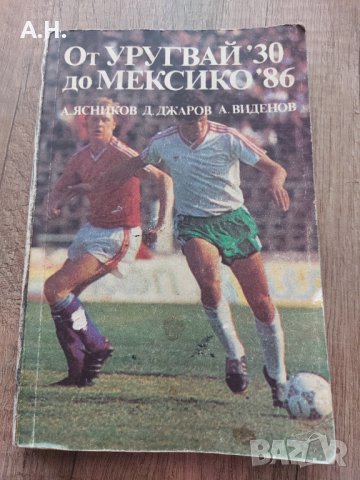 А.Н.
От УРУГВАЙ '30
до МЕКСИКО '86
А. ЯСНИКОВ Д. ДЖАРОВ А. ВИДЕНОВ
BAZAR